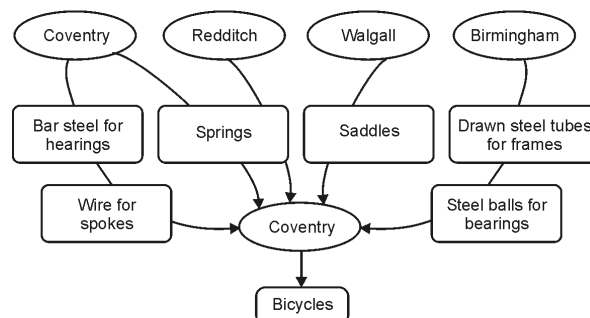 Coventry
Redditch
Walgall
Birmingham
Bar steel for
hearings
Springs
Saddles
Drawn steel tubes
for frames
Wire for
spokes
Coventry
Steel balls for
bearings
Bicycles